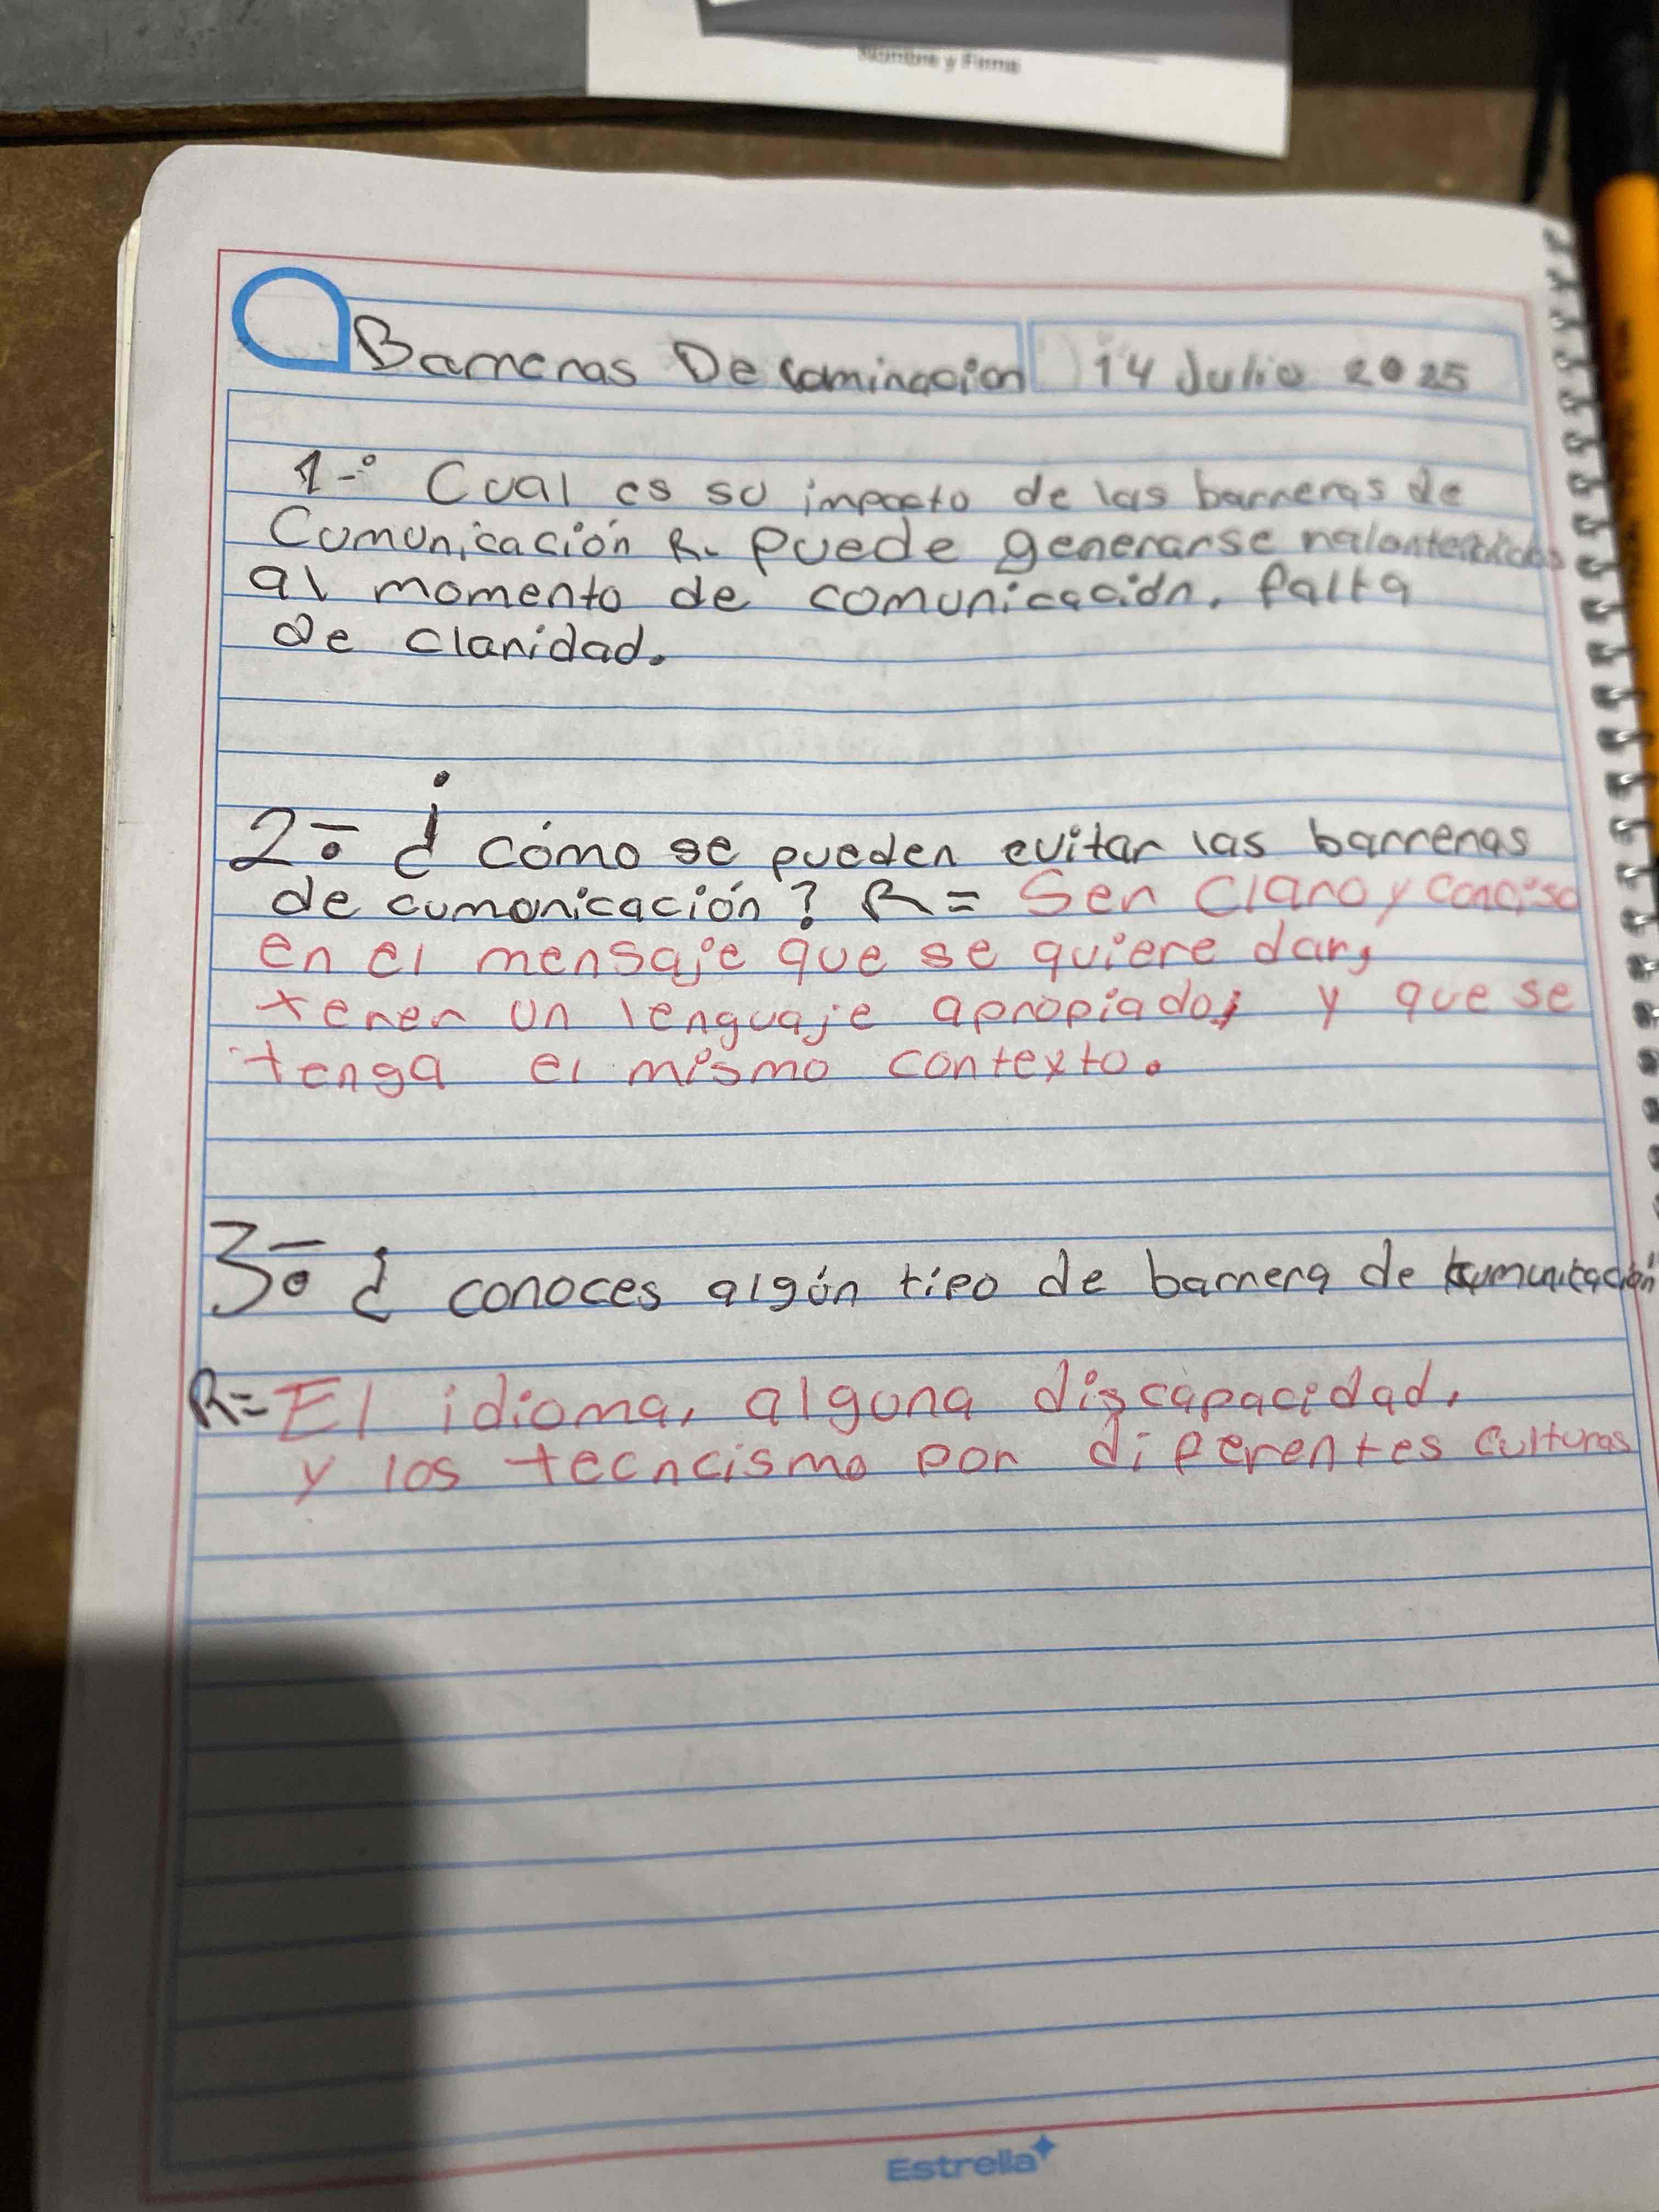 Nombre y Firma
Barreras De cominacion 14 Julio 2025
1-° Cual es su impacto de las barreras de
Comunicación R- puede generarse malentendidos
al momento de comunicación, falta
de claridad.
2.- ¿ cómo se pueden evitar las barreras
de comonicación? R= Ser Claro y conciso
en el mensaje que se quiere dar,
tener un lenguaje apropiado, y que se
tenga el mismo contexto.
3.- ¿ conoces algún tipo de barrera de comunicación
R= El idioma, alguna discapacidad,
y los tecncismo por diferentes culturas
Estrella